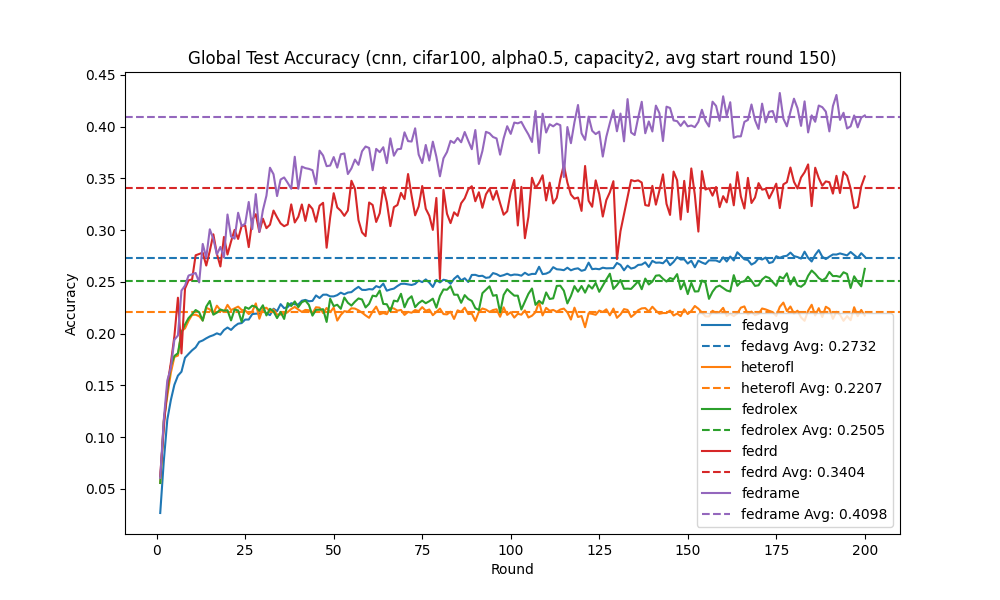 Global Test Accuracy (cnn, cifar100, alpha0.5, capacity2, avg start round 150)
Accuracy
0.45
0.40
0.35
0.30
0.25
0.20
0.15
0.10
0.05
fedavg
fedavg Avg: 0.2732
heterofl
heterofl Avg: 0.2207
fedrolex
fedrolex Avg: 0.2505
fedrd
fedrd Avg: 0.3404
fedrame
fedrame Avg: 0.4098
0 25 50 75 100 125 150 175 200
Round